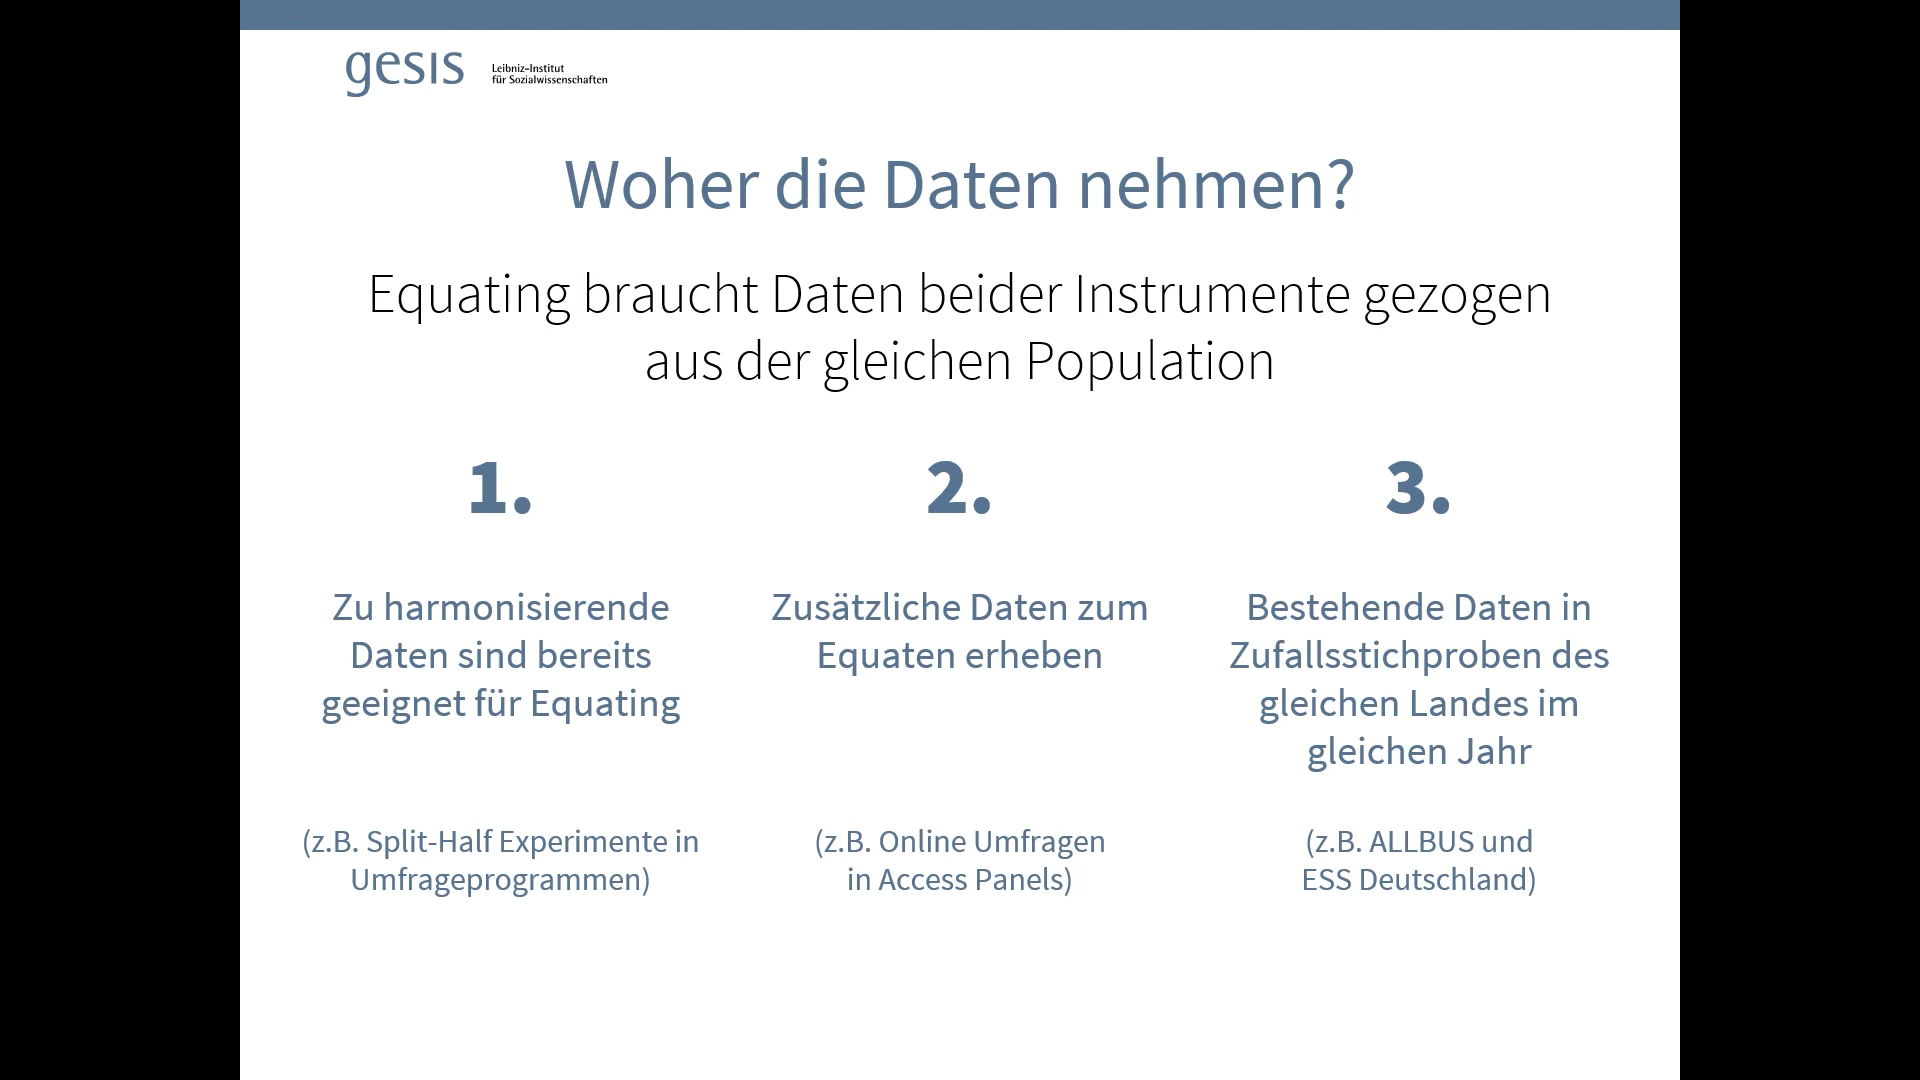 gesis
Leibniz-Institut
für Sozialwissenschaften
Woher die Daten nehmen?
Equating braucht Daten beider Instrumente gezogen
aus der gleichen Population
1.
Zu harmonisierende
Daten sind bereits
geeignet für Equating
(z.B. Split-Half Experimente in
Umfrageprogrammen)
2.
Zusätzliche Daten zum
Equaten erheben
(z.B. Online Umfragen
in Access Panels)
3.
Bestehende Daten in
Zufallsstichproben des
gleichen Landes im
gleichen Jahr
(z.B. ALLBUS und
ESS Deutschland)